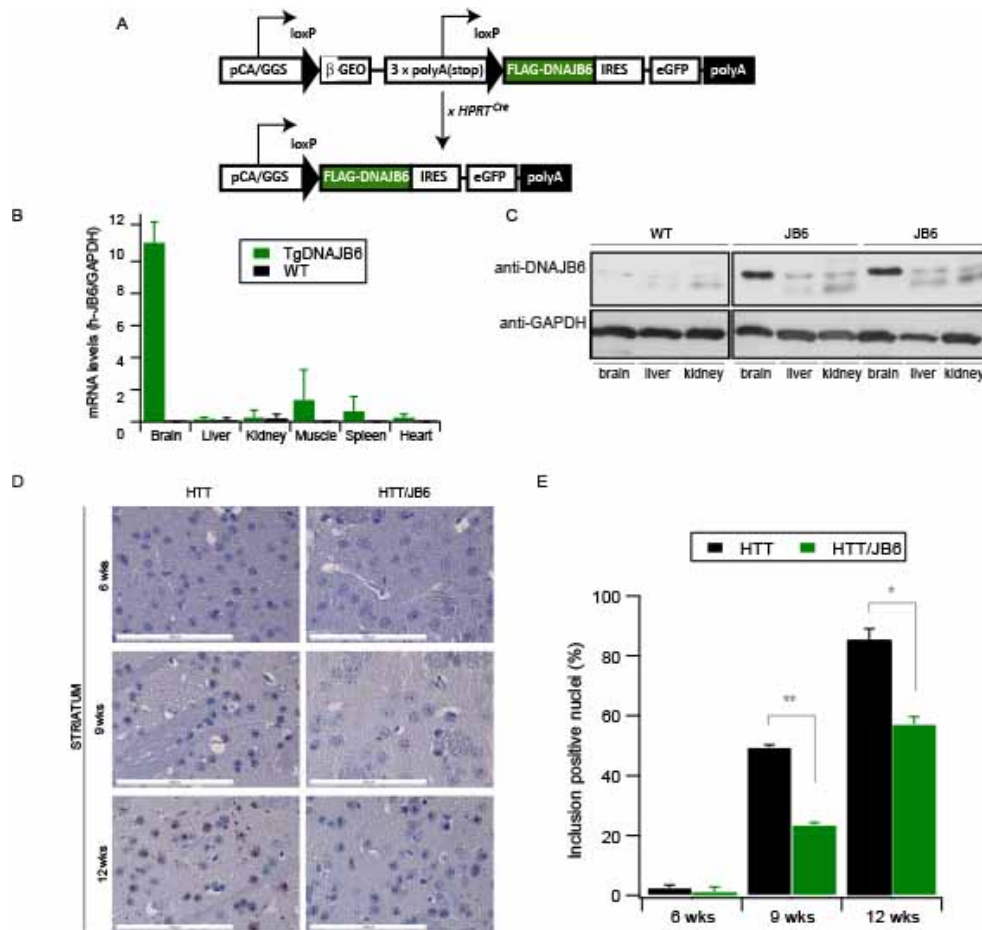 A
loxP
loxP
pCA/GGS
β-GEO
3 x polyA(stop)
FLAG-DNAJB6
IRES
eGFP
polyA
x HPRT^Cre
loxP
pCA/GGS
FLAG-DNAJB6
IRES
eGFP
polyA
B
mRNA levels (h-JB6/GAPDH)
12
10
8
6
4
2
0
TgDNAJB6
WT
Brain Liver Kidney Muscle Spleen Heart
C
WT JB6 JB6
anti-DNAJB6
anti-GAPDH
brain liver kidney brain liver kidney brain liver kidney
D
HTT HTT/JB6
STRIATUM
6 wks
9wks
12wks
E
HTT HTT/JB6
Inclusion positive nuclei (%)
100
80
60
40
20
0
**
*
6 wks 9 wks 12 wks